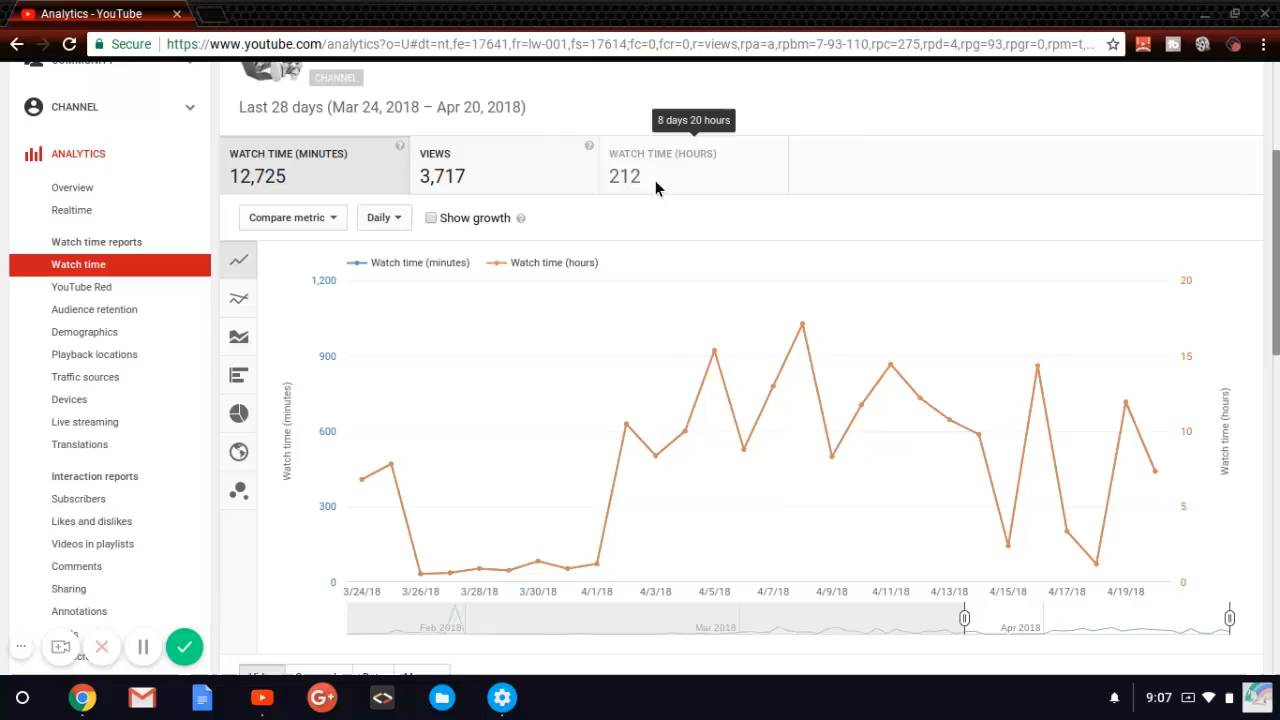 Analytics - YouTube
Secure
https://www.youtube.com/analytics?o=U#dt=nt,fe=17641,fr=lw-001,fs=17614;fc=0,fcr=0,r=views,rpa=a,rpbm=7-93-110,rpc=275,rpd=4,rpg=93,rpgr=0,rpm=t,...
CHANNEL
CHANNEL
Last 28 days (Mar 24, 2018 – Apr 20, 2018)
8 days 20 hours
ANALYTICS
WATCH TIME (MINUTES)
12,725
VIEWS
3,717
WATCH TIME (HOURS)
212
Overview
Realtime
Watch time reports
Watch time
YouTube Red
Audience retention
Demographics
Playback locations
Traffic sources
Devices
Live streaming
Translations
Interaction reports
Subscribers
Likes and dislikes
Videos in playlists
Comments
Sharing
Annotations
Compare metric
Daily
Show growth
Watch time (minutes)
Watch time (hours)
1,200
900
600
300
0
Watch time (minutes)
20
15
10
5
0
Watch time (hours)
3/24/18 3/26/18 3/28/18 3/30/18 4/1/18 4/3/18 4/5/18 4/7/18 4/9/18 4/11/18 4/13/18 4/15/18 4/17/18 4/19/18
Feb 2018 Mar 2018 Apr 2018
9:07